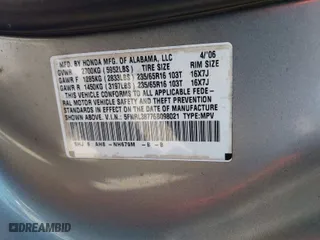 MFD. BY HONDA MFG. OF ALABAMA, LLC 4/'06
GVWR 2700KG (5952LBS) TIRE SIZE RIM SIZE
GAWR F 1285KG (2833LBS) 235/65R16 103T 16X7J
GAWR R 1450KG (3197LBS) 235/65R16 103T 16X7J
THIS VEHICLE CONFORMS TO ALL APPLICABLE FEDE-
RAL MOTOR VEHICLE SAFETY AND THEFT PREVENTION
STANDARDS IN EFFECT ON THE DATE OF MANUFACTURE
SHOWN ABOVE. V.I.N.: TYPE:MPV
DREAMBID